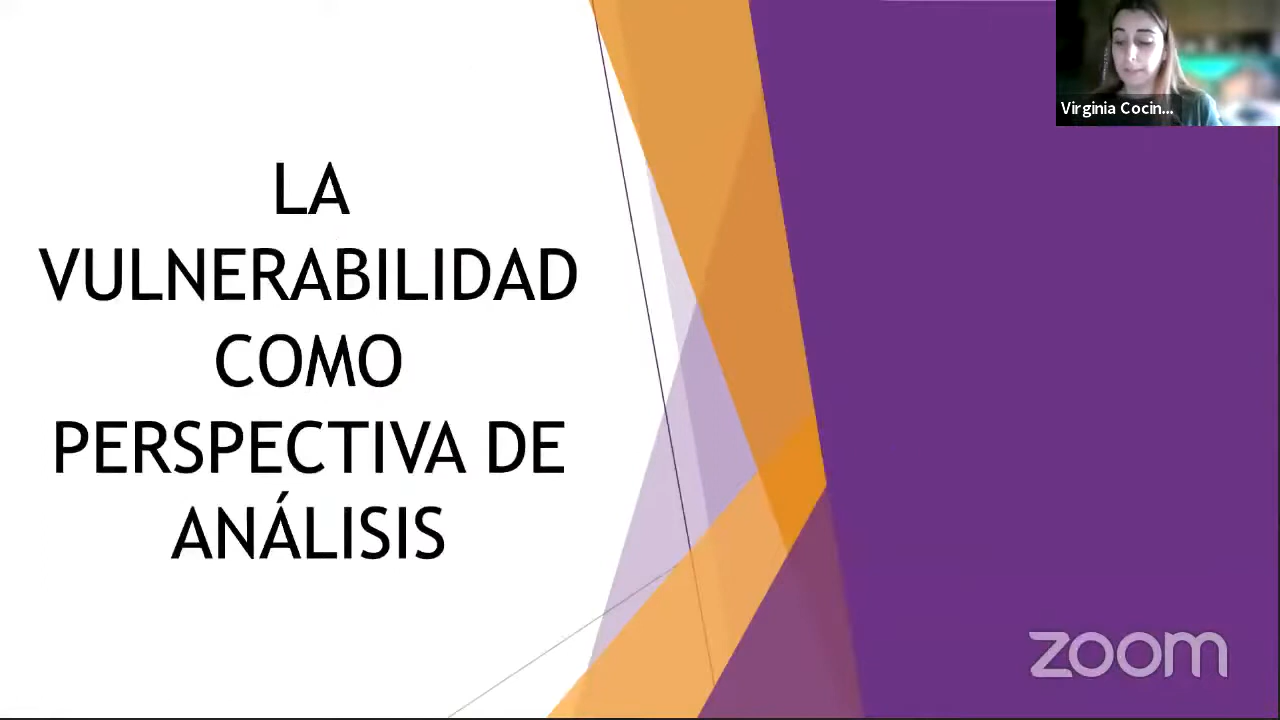 LA
VULNERABILIDAD
COMO
PERSPECTIVA DE
ANÁLISIS
Virginia Cocin...
zoom